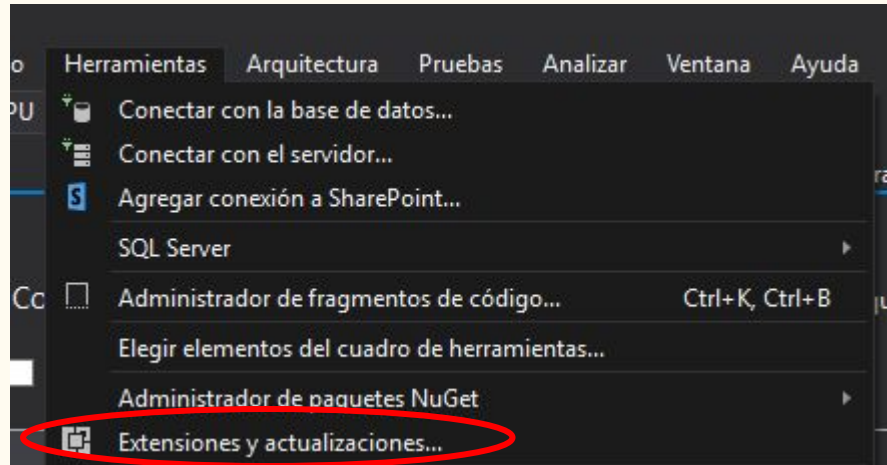 Herramientas Arquitectura Pruebas Analizar Ventana Ayuda
PU Conectar con la base de datos...
Conectar con el servidor...
S Agregar conexión a SharePoint...
SQL Server
Co Administrador de fragmentos de código... Ctrl+K, Ctrl+B
Elegir elementos del cuadro de herramientas...
Administrador de paquetes NuGet
Extensiones y actualizaciones...